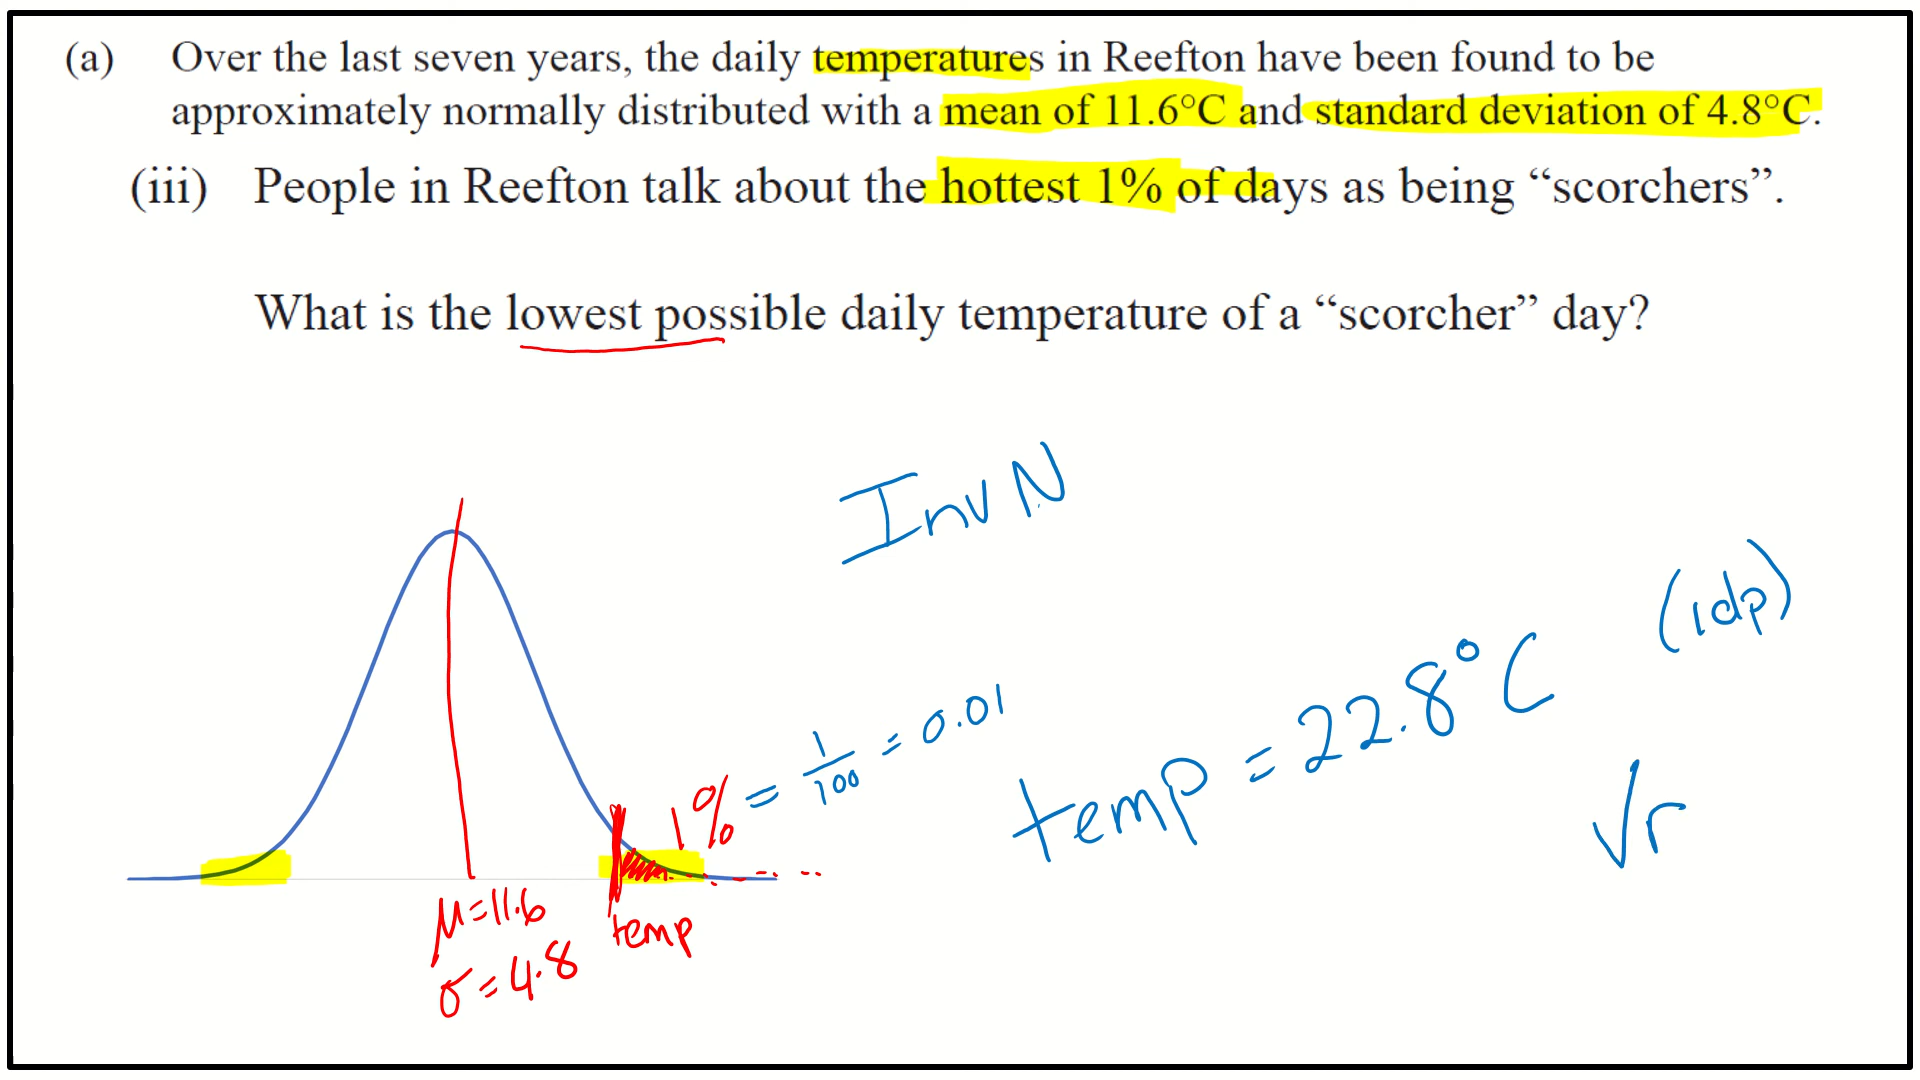 (a) Over the last seven years, the daily temperatures in Reefton have been found to be
approximately normally distributed with a mean of 11.6°C and standard deviation of 4.8°C.
(iii) People in Reefton talk about the hottest 1% of days as being “scorchers”.
What is the lowest possible daily temperature of a “scorcher” day?
Inv N
(1dp)
temp = 22.8°C
1% = 1/100 = 0.01
√r
μ=11.6
temp
σ=4.8